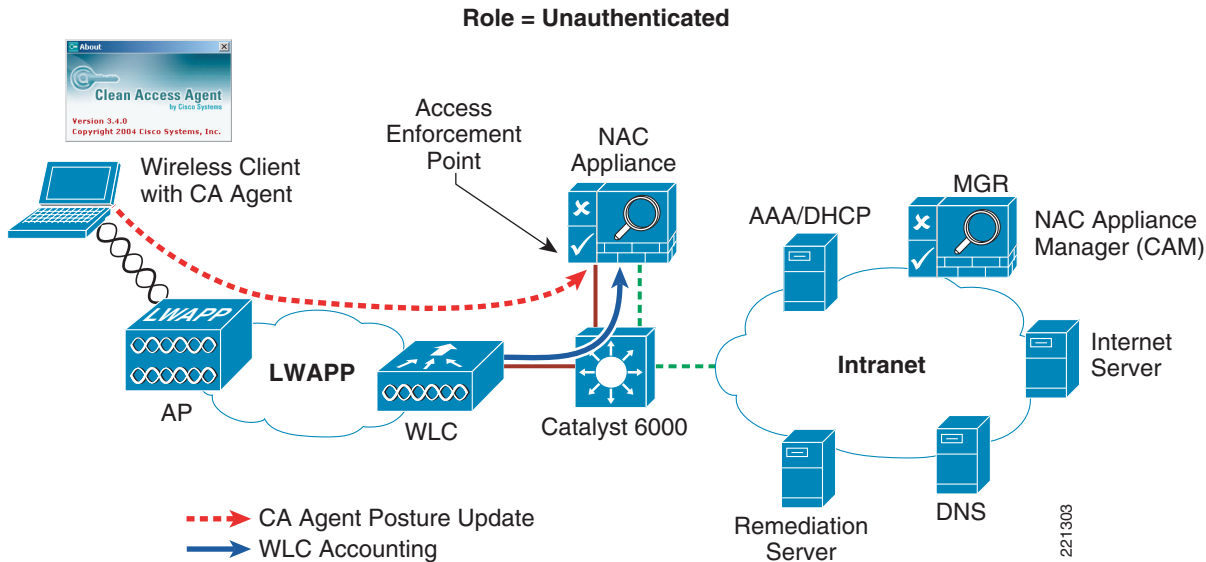 Role = Unauthenticated
About
Clean Access Agent
by Cisco Systems
Version 3.4.0
Copyright 2004 Cisco Systems, Inc.
Wireless Client
with CA Agent
Access
Enforcement
Point
NAC
Appliance
AAA/DHCP
MGR
NAC Appliance
Manager (CAM)
LWAPP
AP
LWAPP
WLC
Catalyst 6000
Intranet
Internet
Server
Remediation
Server
DNS
CA Agent Posture Update
WLC Accounting
221303